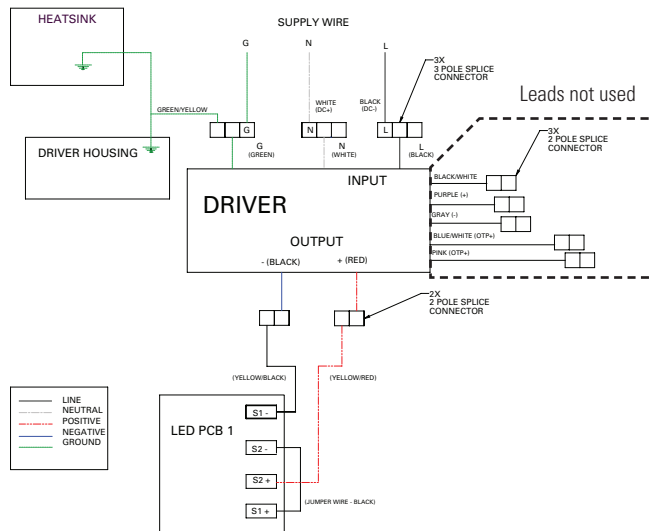 HEATSINK
SUPPLY WIRE
G
N
L
3X
3 POLE SPLICE
CONNECTOR
GREEN/YELLOW
WHITE
(DC+)
BLACK
(DC-)
G
N
L
G
(GREEN)
N
(WHITE)
L
(BLACK)
DRIVER HOUSING
Leads not used
3X
2 POLE SPLICE
CONNECTOR
INPUT
DRIVER
OUTPUT
- (BLACK)
+ (RED)
BLACK/WHITE
PURPLE (+)
GRAY (-)
BLUE/WHITE (OTP+)
PINK (OTP+)
2X
2 POLE SPLICE
CONNECTOR
(YELLOW/BLACK)
(YELLOW/RED)
LINE
NEUTRAL
POSITIVE
NEGATIVE
GROUND
LED PCB 1
S1 -
S2 -
S2 +
S1 +
(JUMPER WIRE - BLACK)